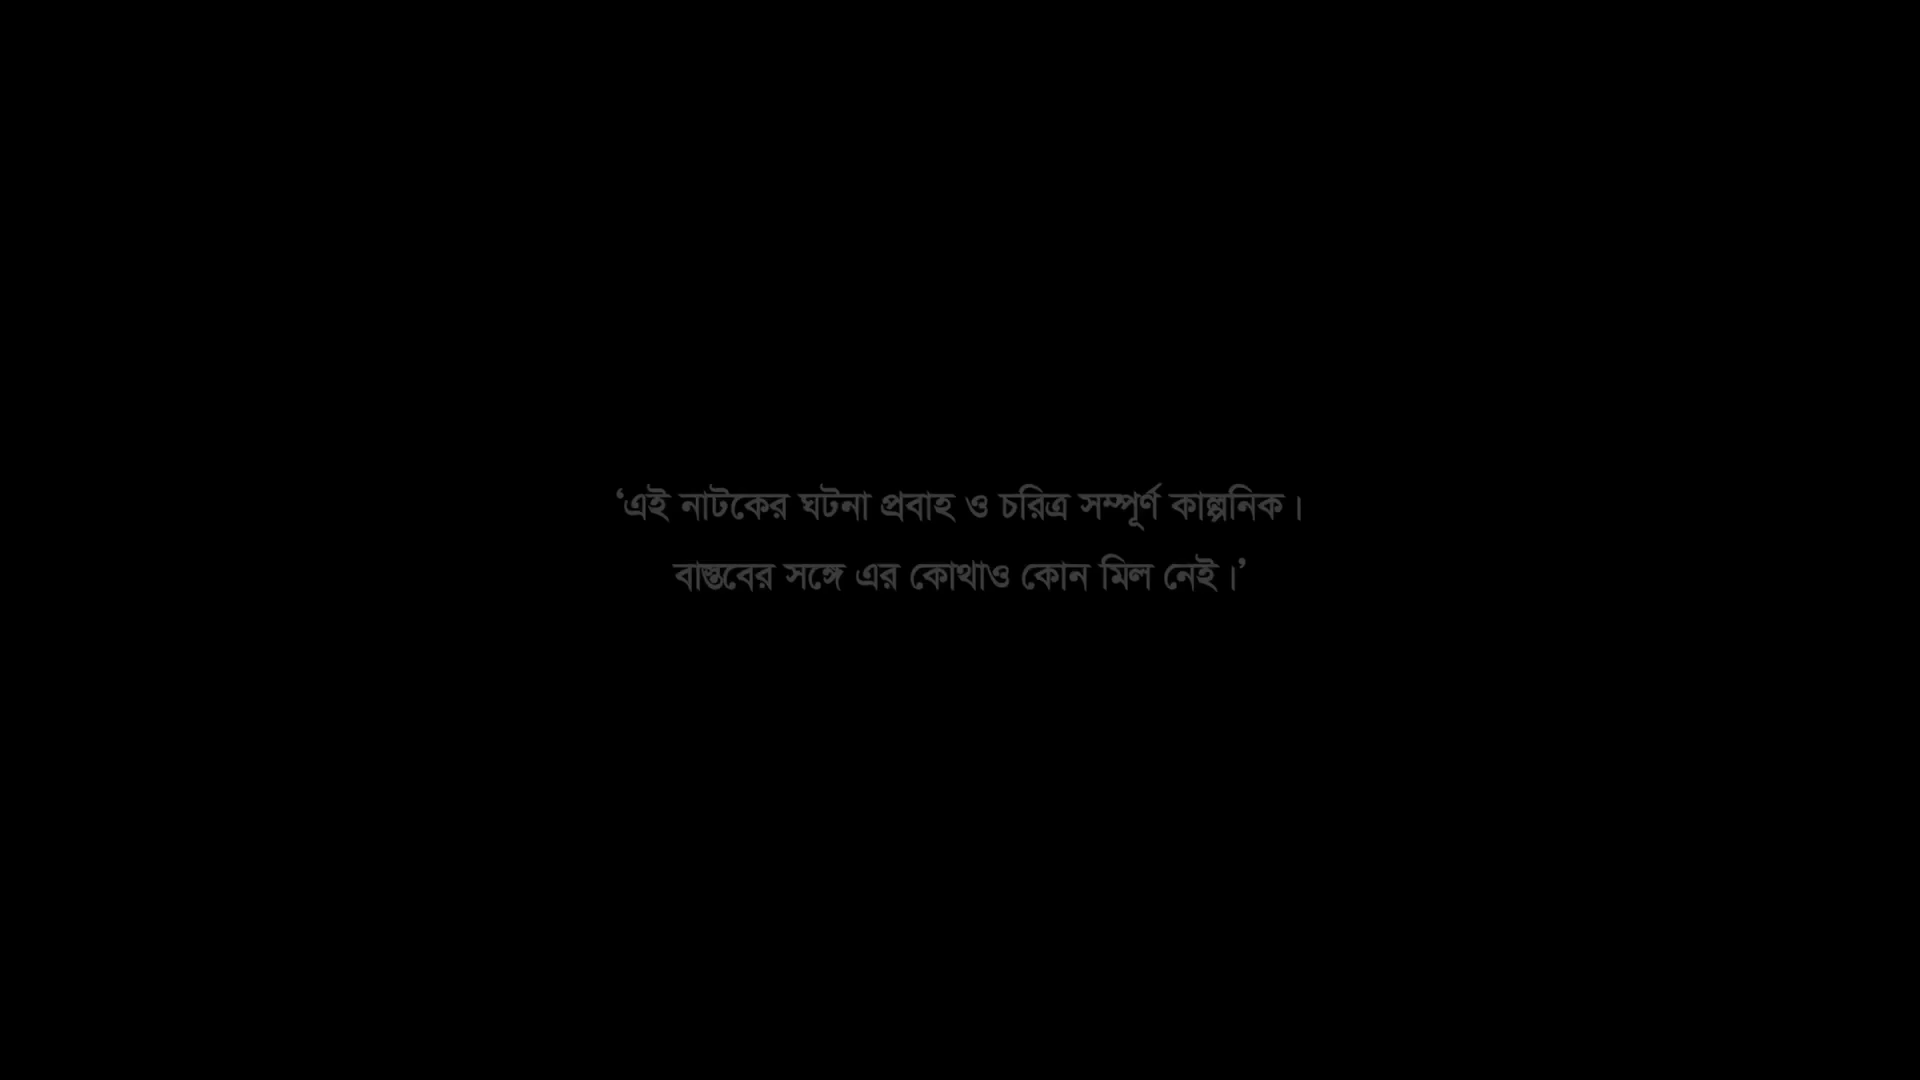 ‘এই নাটকের ঘটনা প্রবাহ ও চরিত্র সম্পূর্ণ কাল্পনিক।
বাস্তবের সঙ্গে এর কোথাও কোন মিল নেই।’